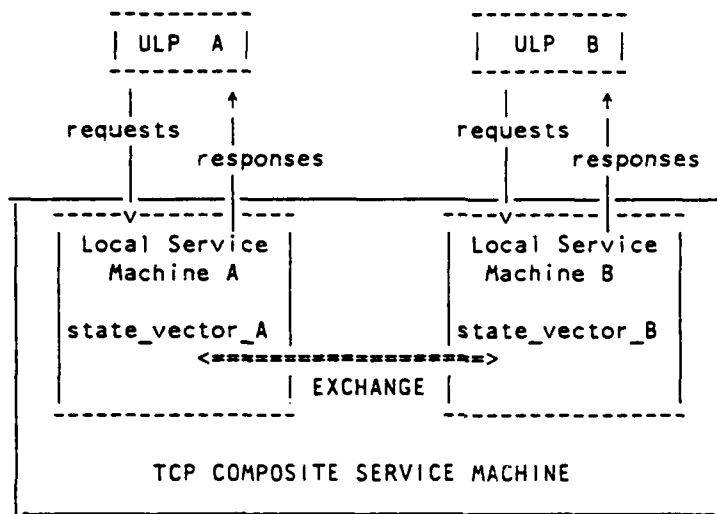 ULP A ULP B
requests requests
responses responses
Local Service Local Service
Machine A Machine B
state_vector_A state_vector_B
EXCHANGE
TCP COMPOSITE SERVICE MACHINE